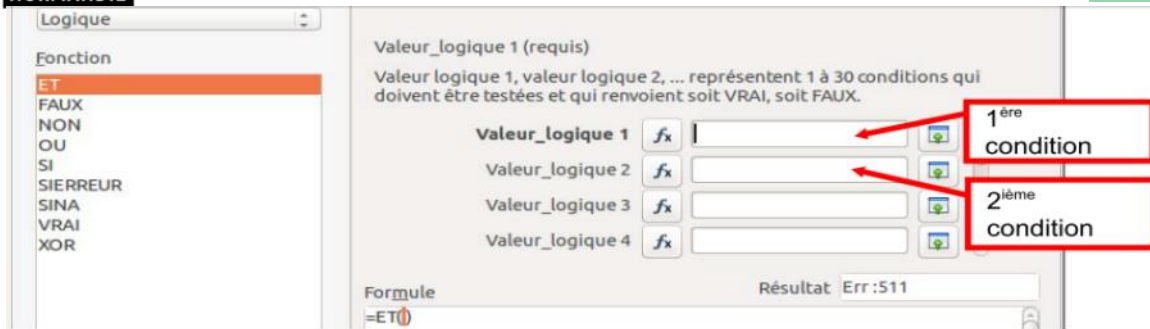 Logique
Fonction
ET
FAUX
NON
OU
SI
SIERREUR
SINA
VRAI
XOR
Valeur_logique 1 (requis)
Valeur logique 1, valeur logique 2, ... représentent 1 à 30 conditions qui
doivent être testées et qui renvoient soit VRAI, soit FAUX.
Valeur_logique 1
Valeur_logique 2
Valeur_logique 3
Valeur_logique 4
1ère
condition
2ième
condition
Formule
Résultat Err :511
=ET()